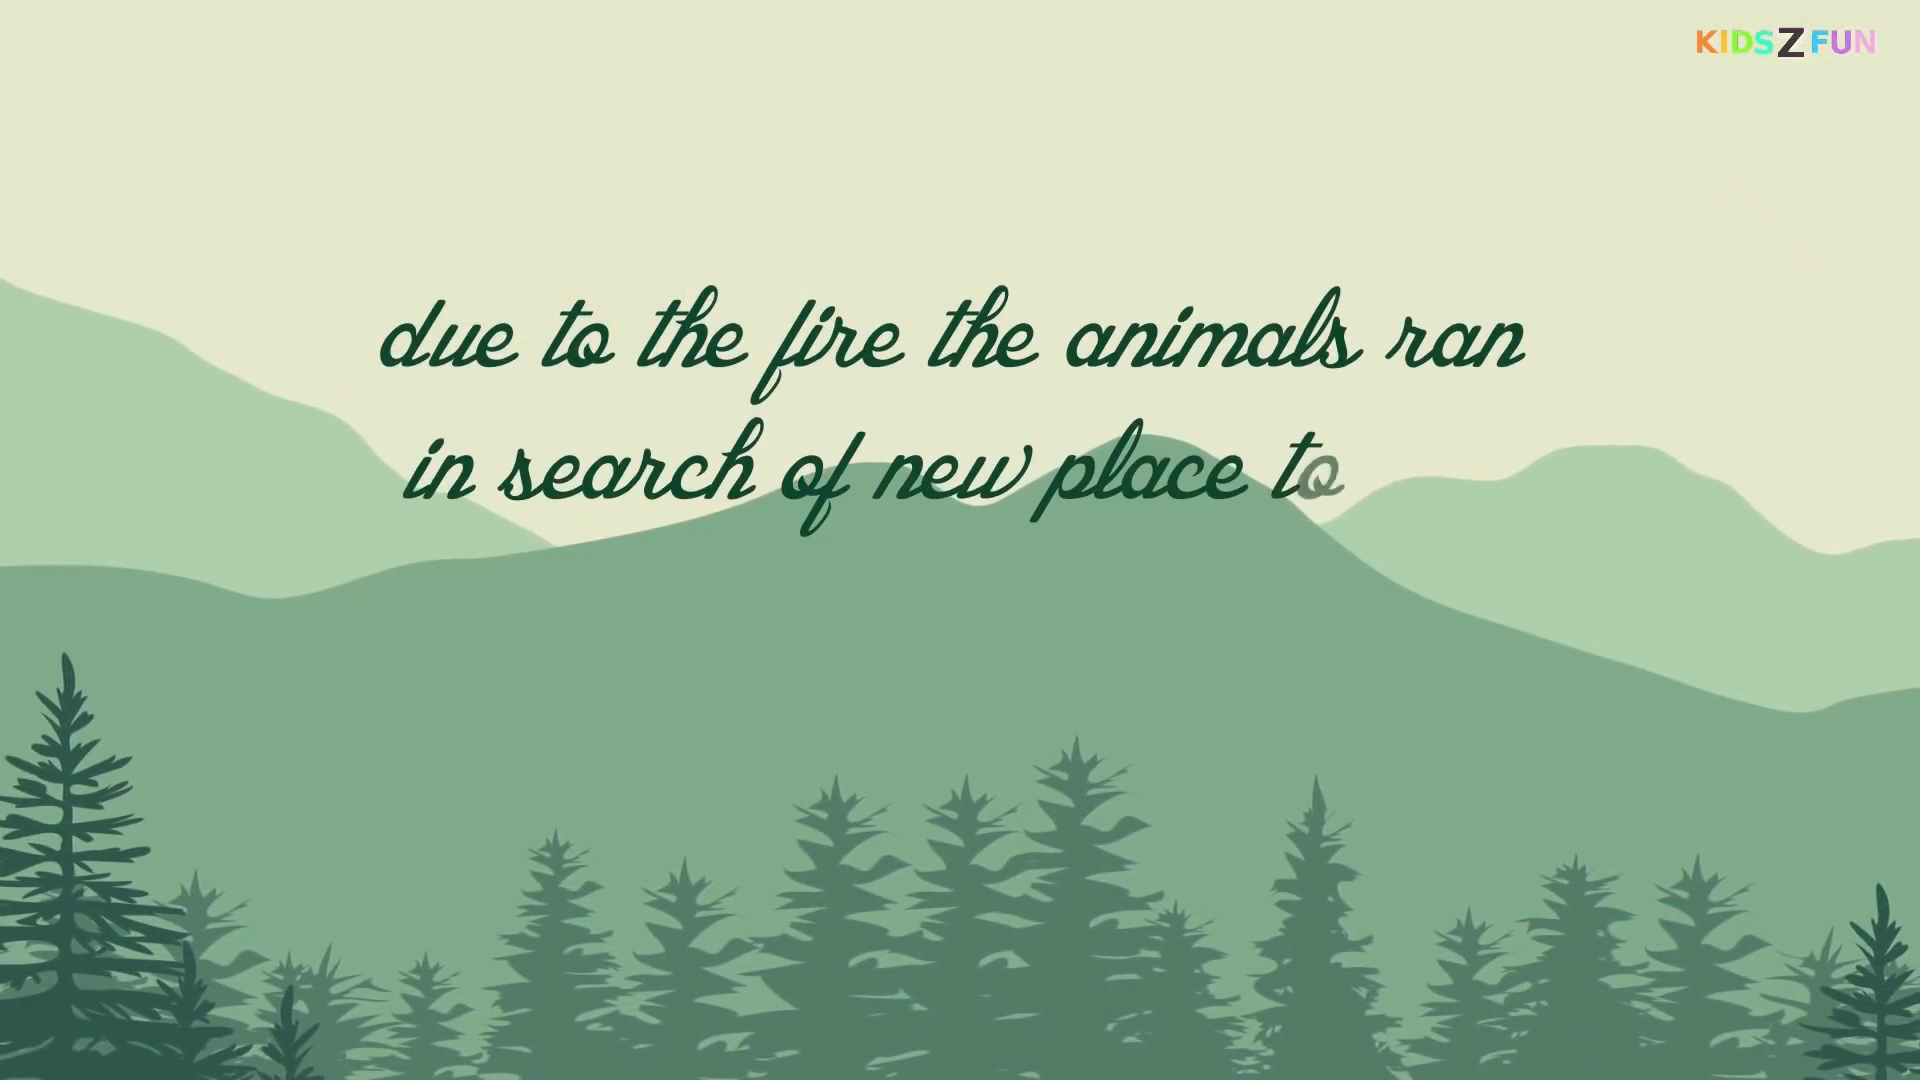 KIDSZFUN
due to the fire the animals ran
in search of new place to